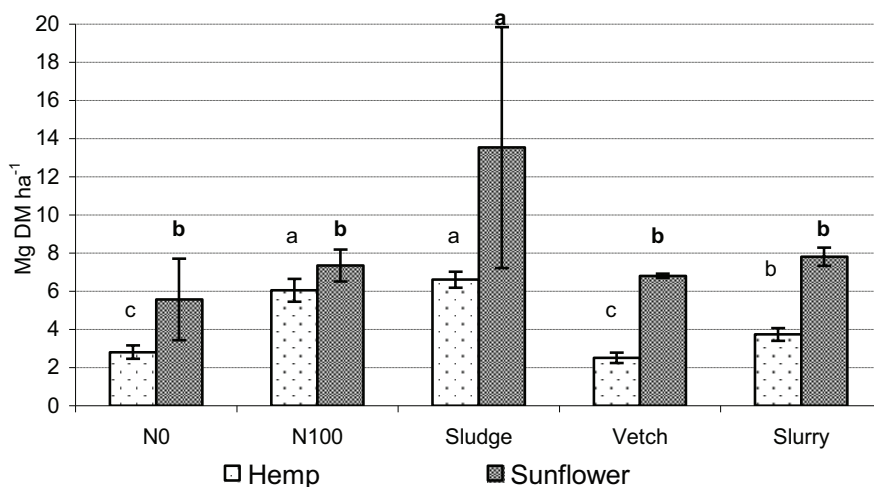 Mg DM ha⁻¹
20
18
16
14
12
10
8
6
4
2
0
c
b
a
b
a
a
c
b
b
b
N0 N100 Sludge Vetch Slurry
Hemp Sunflower